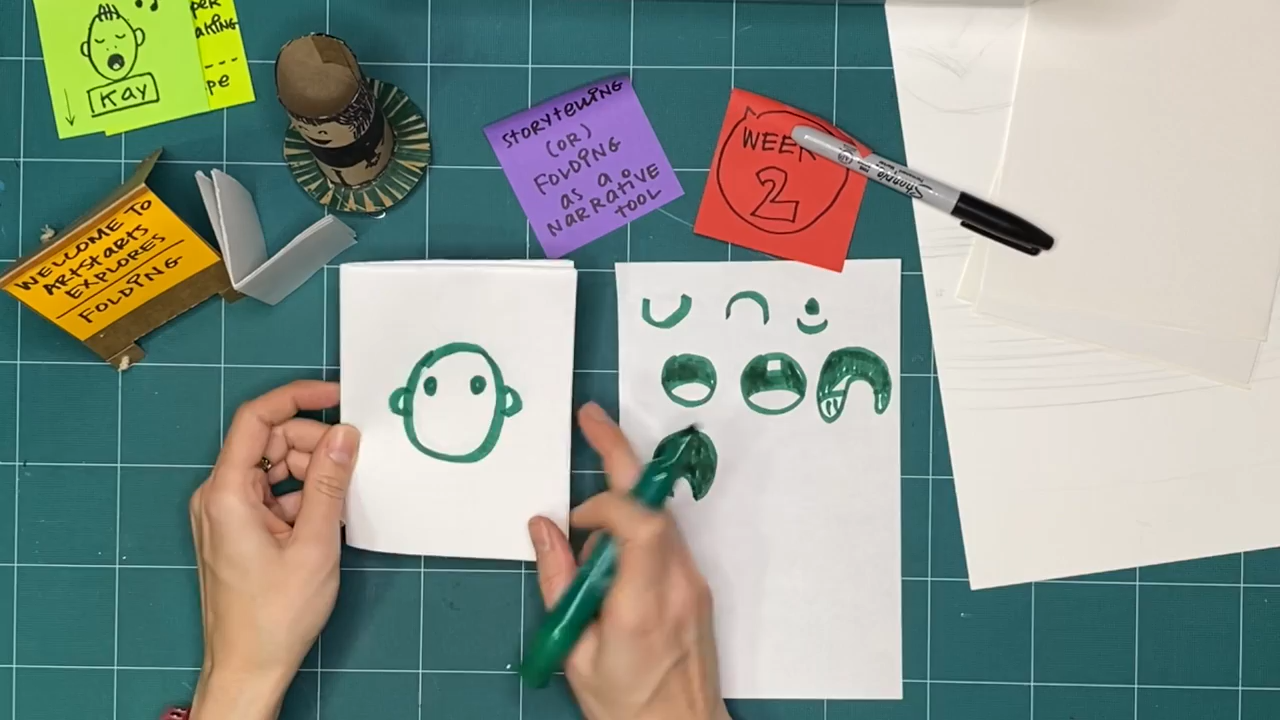 Kay
WELCOME TO
ARTSTARTS
EXPLORES
FOLDING
STORYTELLING
(OR)
FOLDING
AS A
NARRATIVE
TOOL
WEEK
2
Sharpie